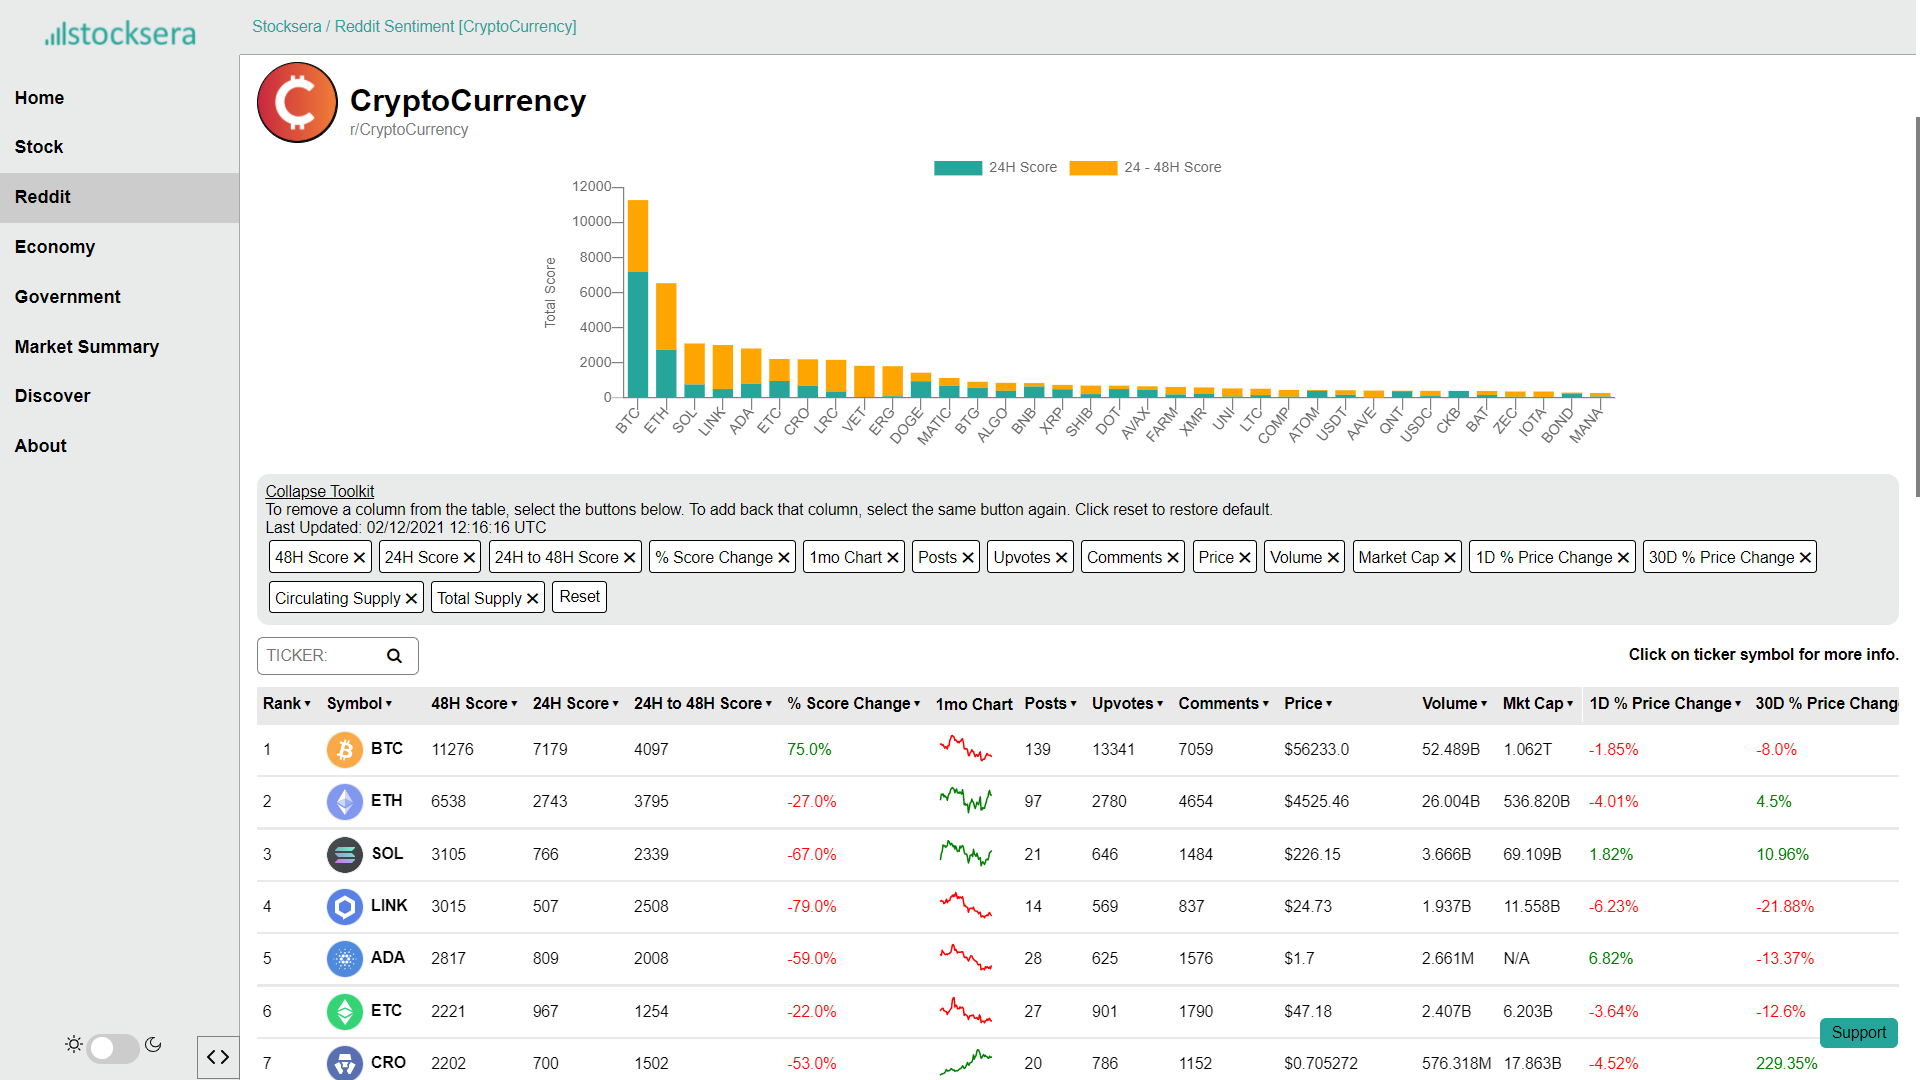 stocksera
Stocksera / Reddit Sentiment [CryptoCurrency]
Home
Stock
Reddit
Economy
Government
Market Summary
Discover
About
CryptoCurrency
r/CryptoCurrency
24H Score 24 - 48H Score
Total Score
12000
10000
8000
6000
4000
2000
0
BTC ETH SOL LINK ADA ETC CRO LRC VET ERG DOGE MATIC BTG ALGO BNB XRP SHIB DOT AVAX FARM XMR UNI LTC COMP ATOM USDT AAVE QNT USDC CKB BAT ZEC IOTA BOND MANA
Collapse Toolkit
To remove a column from the table, select the buttons below. To add back that column, select the same button again. Click reset to restore default.
Last Updated: 02/12/2021 12:16:16 UTC
48H Score 24H Score 24H to 48H Score % Score Change 1mo Chart Posts Upvotes Comments Price Volume Market Cap 1D % Price Change 30D % Price Change
Circulating Supply Total Supply Reset
TICKER:
Click on ticker symbol for more info.
Rank Symbol 48H Score 24H Score 24H to 48H Score % Score Change 1mo Chart Posts Upvotes Comments Price Volume Mkt Cap 1D % Price Change 30D % Price Chang
1 BTC 11276 7179 4097 75.0% 139 13341 7059 $56233.0 52.489B 1.062T -1.85% -8.0%
2 ETH 6538 2743 3795 -27.0% 97 2780 4654 $4525.46 26.004B 536.820B -4.01% 4.5%
3 SOL 3105 766 2339 -67.0% 21 646 1484 $226.15 3.666B 69.109B 1.82% 10.96%
4 LINK 3015 507 2508 -79.0% 14 569 837 $24.73 1.937B 11.558B -6.23% -21.88%
5 ADA 2817 809 2008 -59.0% 28 625 1576 $1.7 2.661M N/A 6.82% -13.37%
6 ETC 2221 967 1254 -22.0% 27 901 1790 $47.18 2.407B 6.203B -3.64% -12.6%
7 CRO 2202 700 1502 -53.0% 20 786 1152 $0.705272 576.318M 17.863B -4.52% 229.35%
Support